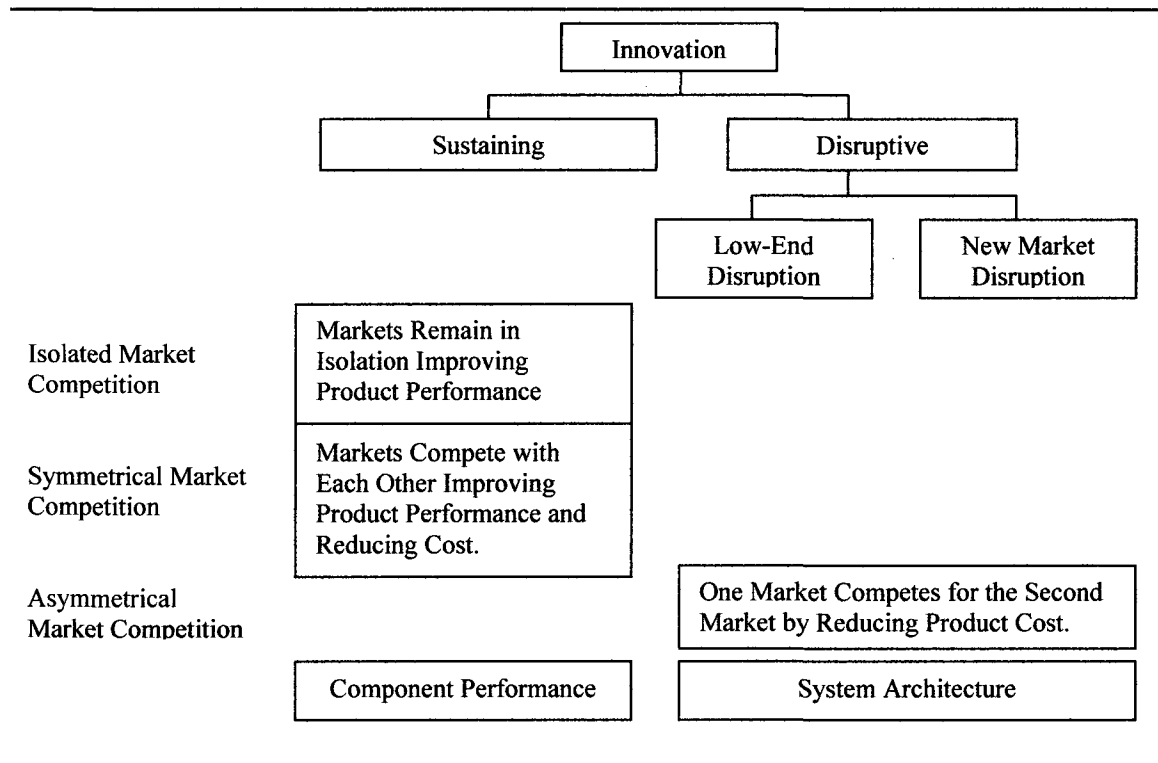 Innovation
Sustaining
Disruptive
Low-End
Disruption
New Market
Disruption
Isolated Market
Competition
Markets Remain in
Isolation Improving
Product Performance
Symmetrical Market
Competition
Markets Compete with
Each Other Improving
Product Performance and
Reducing Cost.
Asymmetrical
Market Competition
One Market Competes for the Second
Market by Reducing Product Cost.
Component Performance
System Architecture